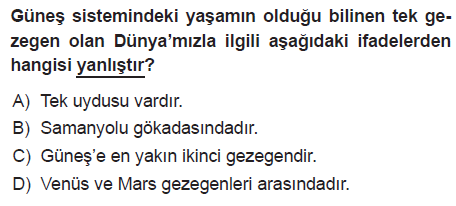 Güneş sistemindeki yaşamın olduğu bilinen tek ge-
zegen olan Dünya’mızla ilgili aşağıdaki ifadelerden
hangisi yanlıştır?
A) Tek uydusu vardır.
B) Samanyolu gökadasındadır.
C) Güneş’e en yakın ikinci gezegendir.
D) Venüs ve Mars gezegenleri arasındadır.